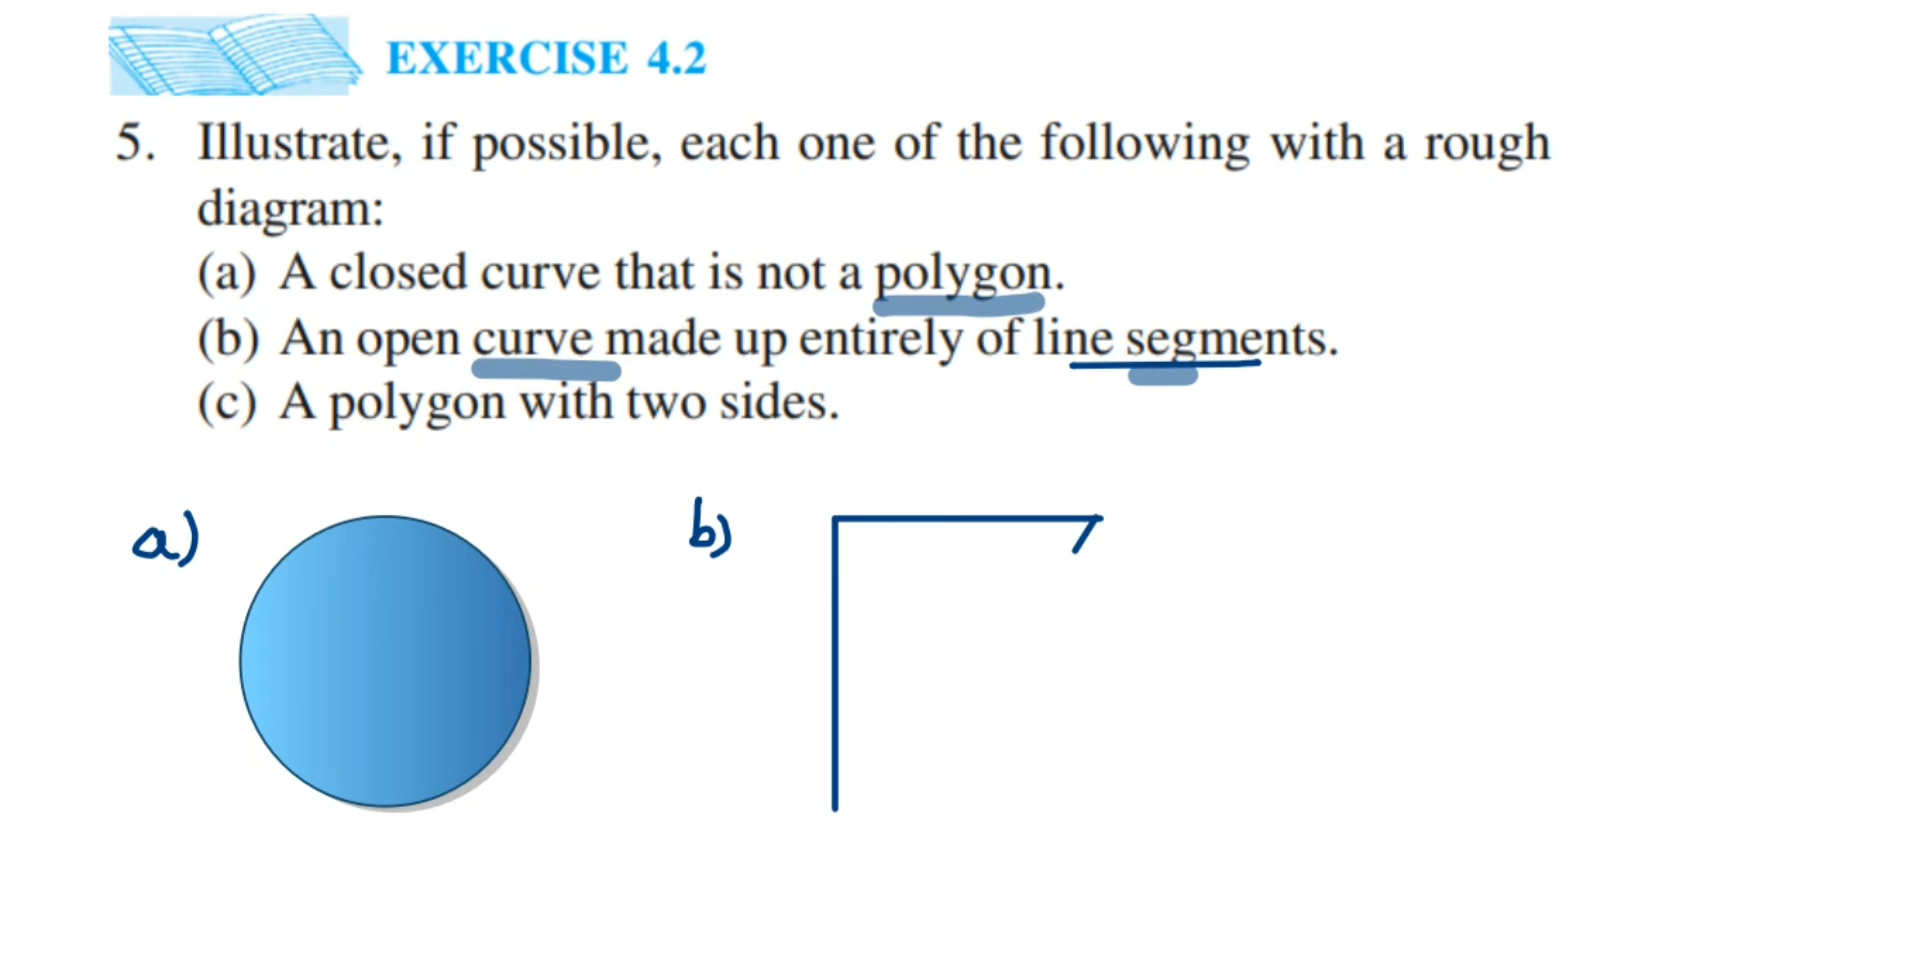 EXERCISE 4.2
5. Illustrate, if possible, each one of the following with a rough
diagram:
(a) A closed curve that is not a polygon.
(b) An open curve made up entirely of line segments.
(c) A polygon with two sides.
a) b)